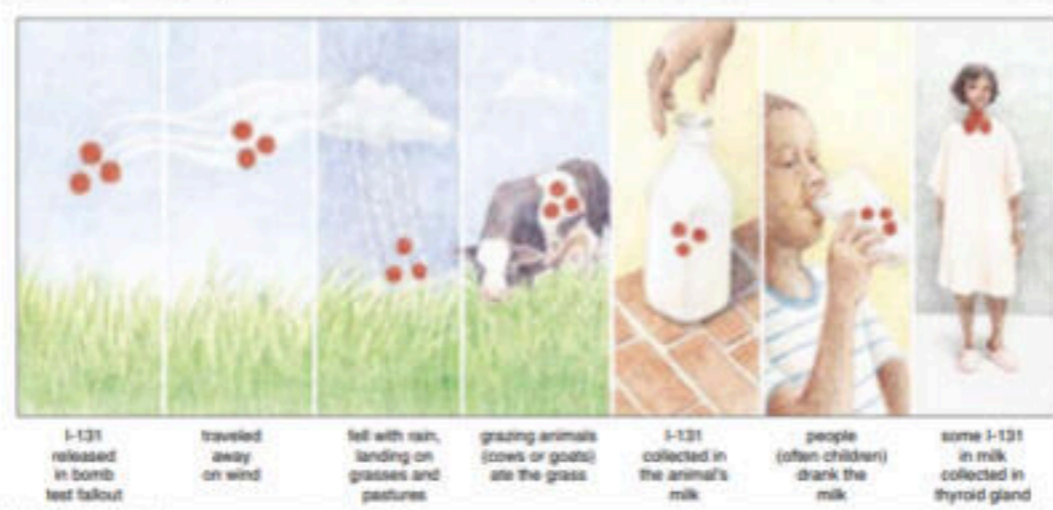 I-131
released
in bomb
test fallout
traveled
away
on wind
fell with rain,
landing on
grasses and
pastures
grazing animals
(cows or goats)
ate the grass
I-131
collected in
the animal's
milk
people
(often children)
drank the
milk
some I-131
in milk
collected in
thyroid gland